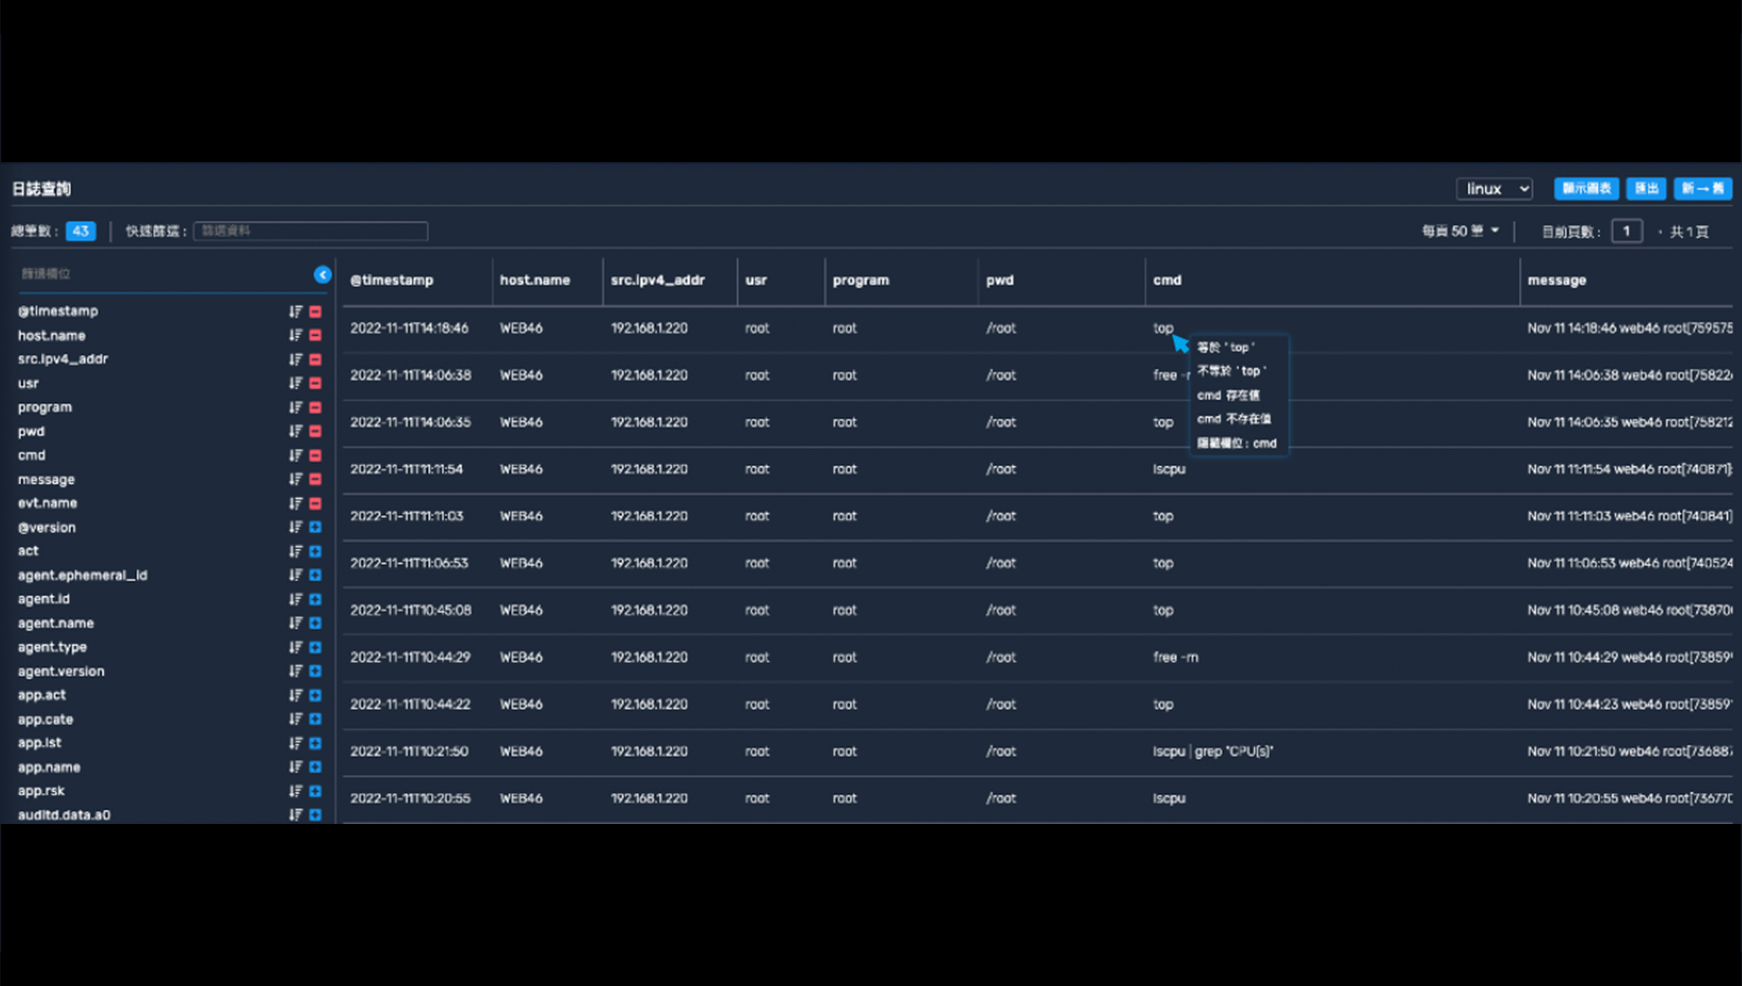 日誌查詢
linux 顯示圖表 匯出 新→舊
總筆數: 43 快速篩選: 篩選資料 每頁 50 筆 目前頁數: 1 ,共1頁
篩選欄位
@timestamp
host.name
src.ipv4_addr
usr
program
pwd
cmd
message
evt.name
@version
act
agent.ephemeral_id
agent.id
agent.name
agent.type
agent.version
app.act
app.cate
app.ist
app.name
app.rsk
auditd.data.a0
@timestamp host.name src.ipv4_addr usr program pwd cmd message
2022-11-11T14:18:46 WEB46 192.168.1.220 root root /root top Nov 11 14:18:46 web46 root[759575
2022-11-11T14:06:38 WEB46 192.168.1.220 root root /root free Nov 11 14:06:38 web46 root[75822
2022-11-11T14:06:35 WEB46 192.168.1.220 root root /root top Nov 11 14:06:35 web46 root[758212
2022-11-11T11:11:54 WEB46 192.168.1.220 root root /root lscpu Nov 11 11:11:54 web46 root[740871]:
2022-11-11T11:11:03 WEB46 192.168.1.220 root root /root top Nov 11 11:11:03 web46 root[740841]
2022-11-11T11:06:53 WEB46 192.168.1.220 root root /root top Nov 11 11:06:53 web46 root[740524
2022-11-11T10:45:08 WEB46 192.168.1.220 root root /root top Nov 11 10:45:08 web46 root[73870
2022-11-11T10:44:29 WEB46 192.168.1.220 root root /root free -m Nov 11 10:44:29 web46 root[73859
2022-11-11T10:44:22 WEB46 192.168.1.220 root root /root top Nov 11 10:44:23 web46 root[73859
2022-11-11T10:21:50 WEB46 192.168.1.220 root root /root lscpu | grep "CPU(s)" Nov 11 10:21:50 web46 root[73688
2022-11-11T10:20:55 WEB46 192.168.1.220 root root /root lscpu Nov 11 10:20:55 web46 root[73677
等於 ' top '
不等於 ' top '
cmd 存在值
cmd 不存在值
隱藏欄位 : cmd